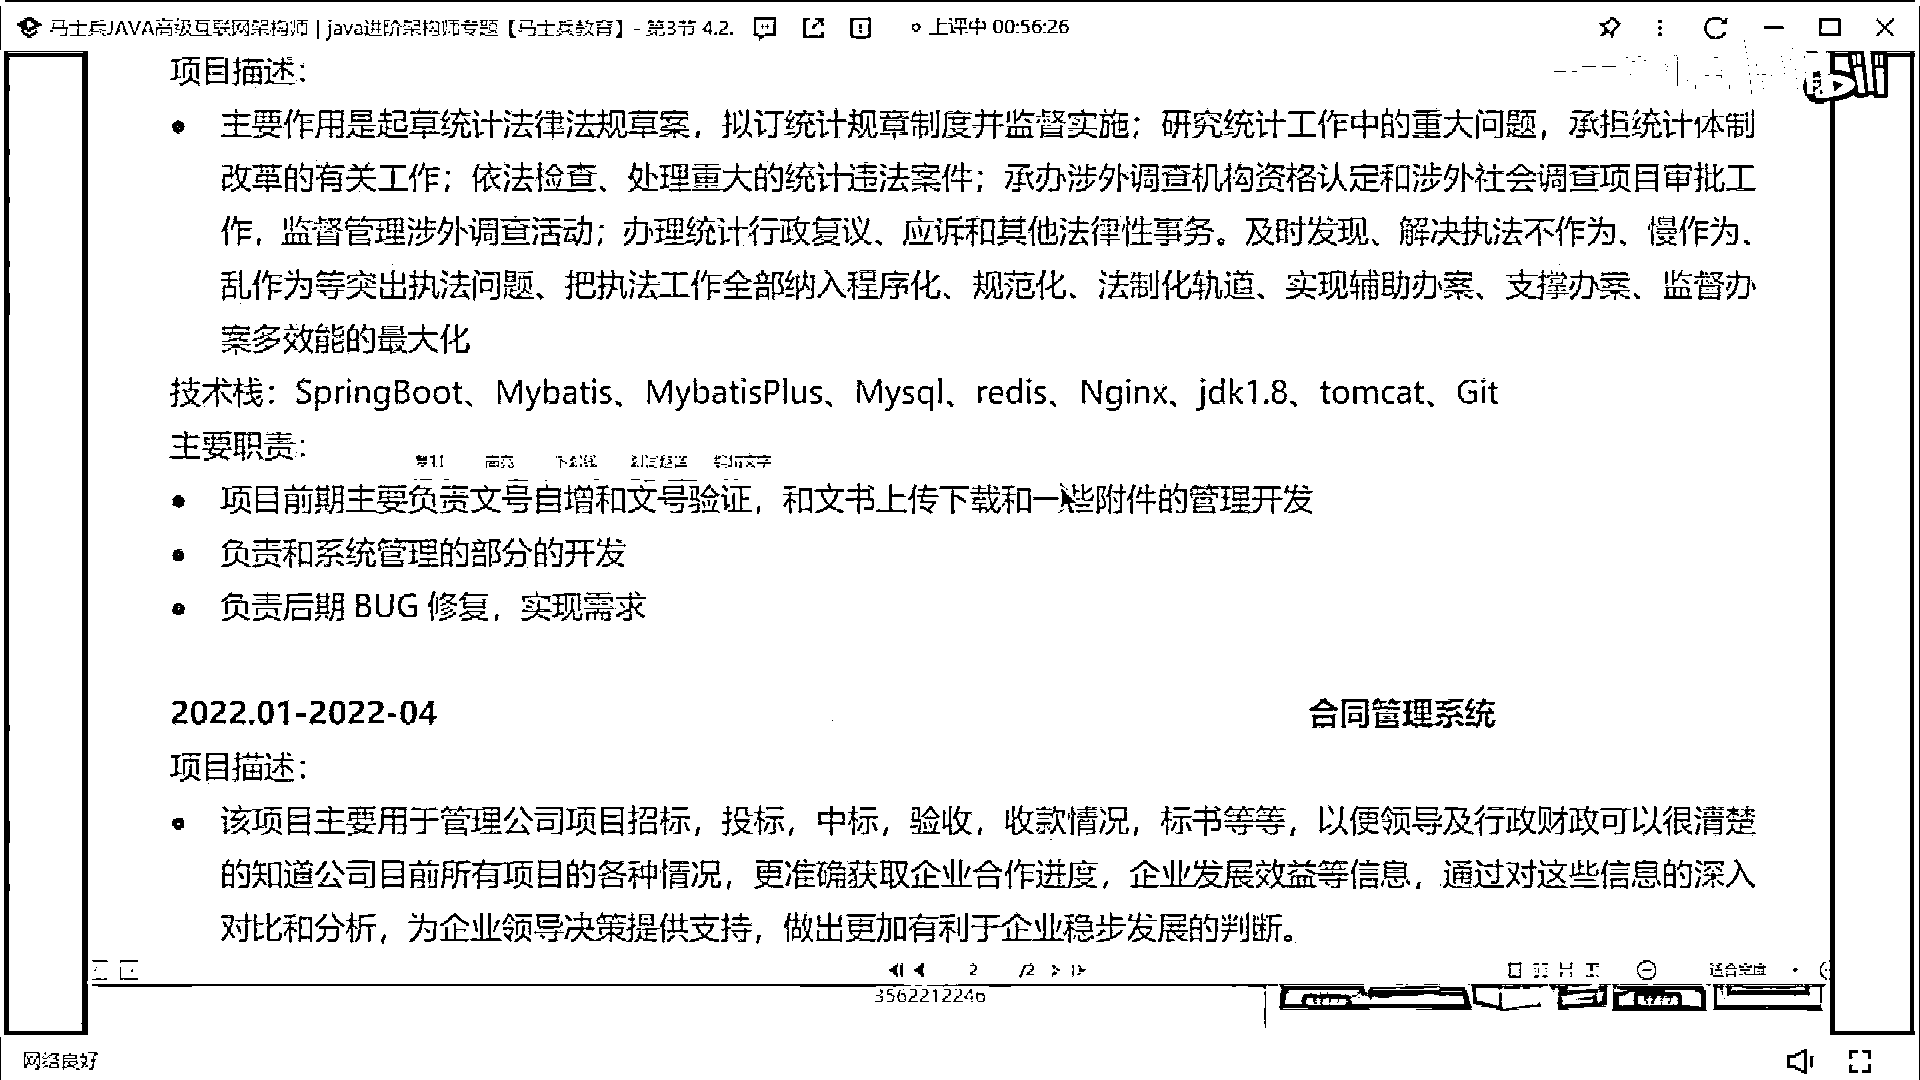 马士兵JAVA高级互联网架构师 | java进阶架构师专题【马士兵教育】- 第3节 4.2. 上课中 00:56:26
项目描述：
● 主要作用是起草统计法律法规草案，拟订统计规章制度并监督实施；研究统计工作中的重大问题，承担统计体制
改革的有关工作；依法检查、处理重大的统计违法案件；承办涉外调查机构资格认定和涉外社会调查项目审批工
作，监督管理涉外调查活动；办理统计行政复议、应诉和其他法律性事务。及时发现、解决执法不作为、慢作为、
乱作为等突出执法问题、把执法工作全部纳入程序化、规范化、法制化轨道、实现辅助办案、支撑办案、监督办
案多效能的最大化
技术栈：SpringBoot、Mybatis、MybatisPlus、Mysql、redis、Nginx、jdk1.8、tomcat、Git
主要职责：
● 项目前期主要负责文号自增和文号验证，和文书上传下载和一些附件的管理开发
● 负责和系统管理的部分的开发
● 负责后期 BUG 修复，实现需求
2022.01-2022-04 合同管理系统
项目描述：
● 该项目主要用于管理公司项目招标，投标，中标，验收，收款情况，标书等等，以便领导及行政财政可以很清楚
的知道公司目前所有项目的各种情况，更准确获取企业合作进度，企业发展效益等信息，通过对这些信息的深入
对比和分析，为企业领导决策提供支持，做出更加有利于企业稳步发展的判断。
2 /2 适合宽度
3562212246
网络良好